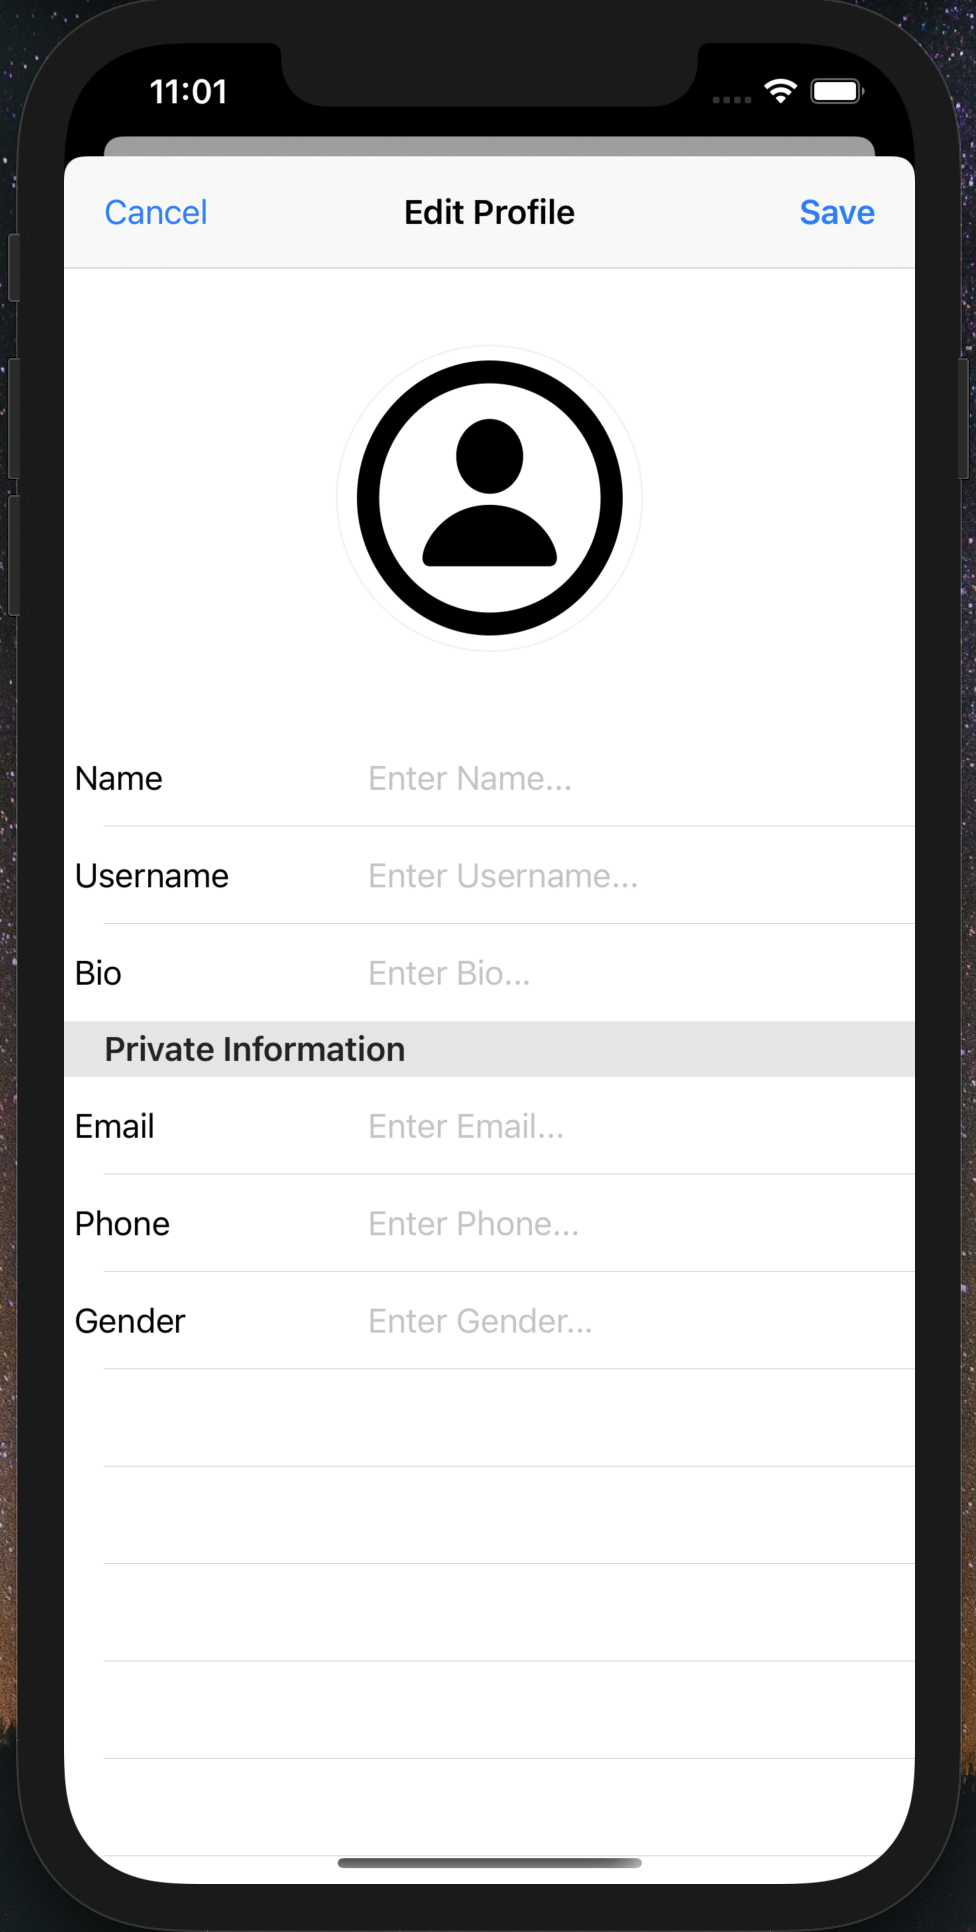 11:01
Cancel Edit Profile Save
Name Enter Name...
Username Enter Username...
Bio Enter Bio...
Private Information
Email Enter Email...
Phone Enter Phone...
Gender Enter Gender...